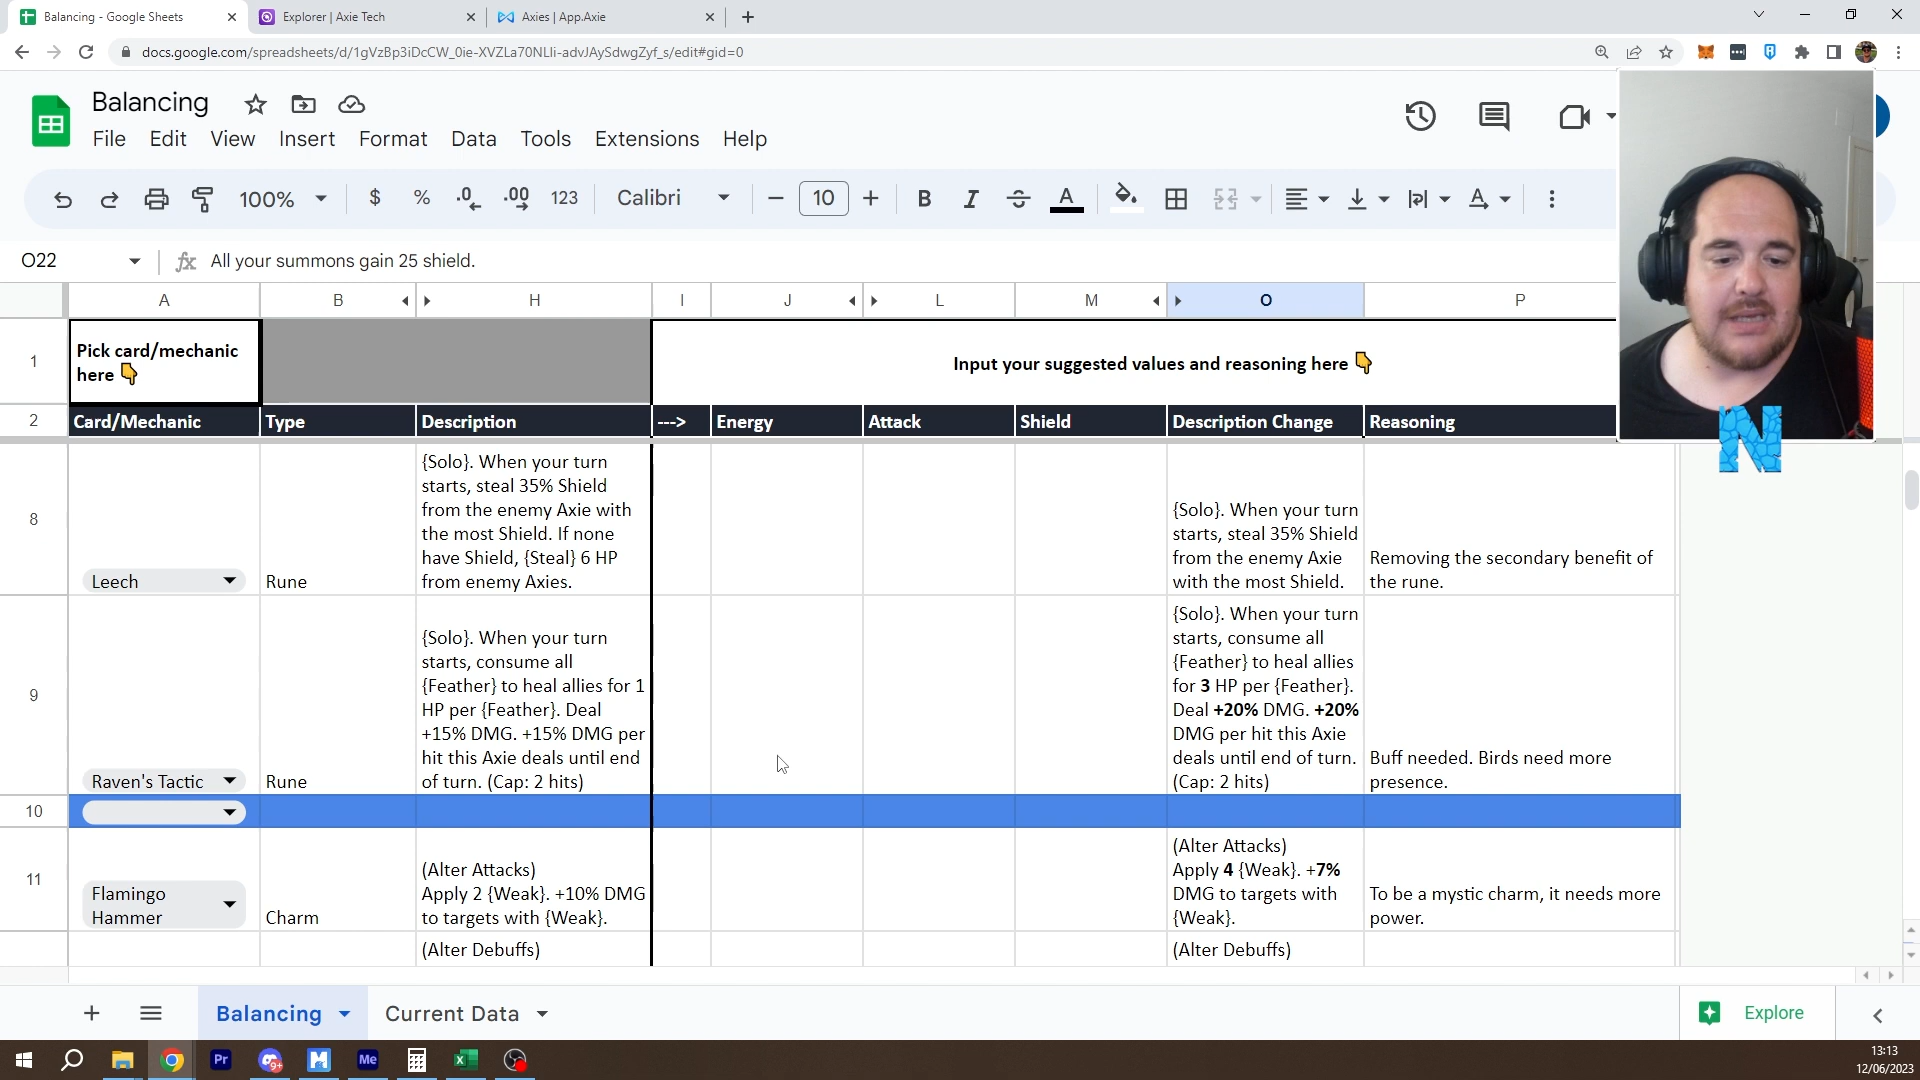 Balancing - Google Sheets
Explorer | Axie Tech
Axies | App.Axie
docs.google.com/spreadsheets/d/1gVzBp3iDcCW_0ie-XVZLa70NLIi-advJAySdwgZyf_s/edit#gid=0
Balancing
File Edit View Insert Format Data Tools Extensions Help
100% $ % .0 .00 123 Calibri 10 B I S A
O22 fx All your summons gain 25 shield.
A B H I J L M O P
1
Pick card/mechanic
here
Input your suggested values and reasoning here
2 Card/Mechanic Type Description ---> Energy Attack Shield Description Change Reasoning
8
Leech
Rune
{Solo}. When your turn
starts, steal 35% Shield
from the enemy Axie with
the most Shield. If none
have Shield, {Steal} 6 HP
from enemy Axies.
{Solo}. When your turn
starts, steal 35% Shield
from the enemy Axie
with the most Shield.
Removing the secondary benefit of
the rune.
9
Raven's Tactic
Rune
{Solo}. When your turn
starts, consume all
{Feather} to heal allies for 1
HP per {Feather}. Deal
+15% DMG. +15% DMG per
hit this Axie deals until end
of turn. (Cap: 2 hits)
{Solo}. When your turn
starts, consume all
{Feather} to heal allies
for 3 HP per {Feather}.
Deal +20% DMG. +20%
DMG per hit this Axie
deals until end of turn.
(Cap: 2 hits)
Buff needed. Birds need more
presence.
10
11
Flamingo
Hammer
Charm
(Alter Attacks)
Apply 2 {Weak}. +10% DMG
to targets with {Weak}.
(Alter Attacks)
Apply 4 {Weak}. +7%
DMG to targets with
{Weak}.
To be a mystic charm, it needs more
power.
(Alter Debuffs)
(Alter Debuffs)
N
Balancing
Current Data
Explore
Pr
9+
M
Me
13:13
12/06/2023